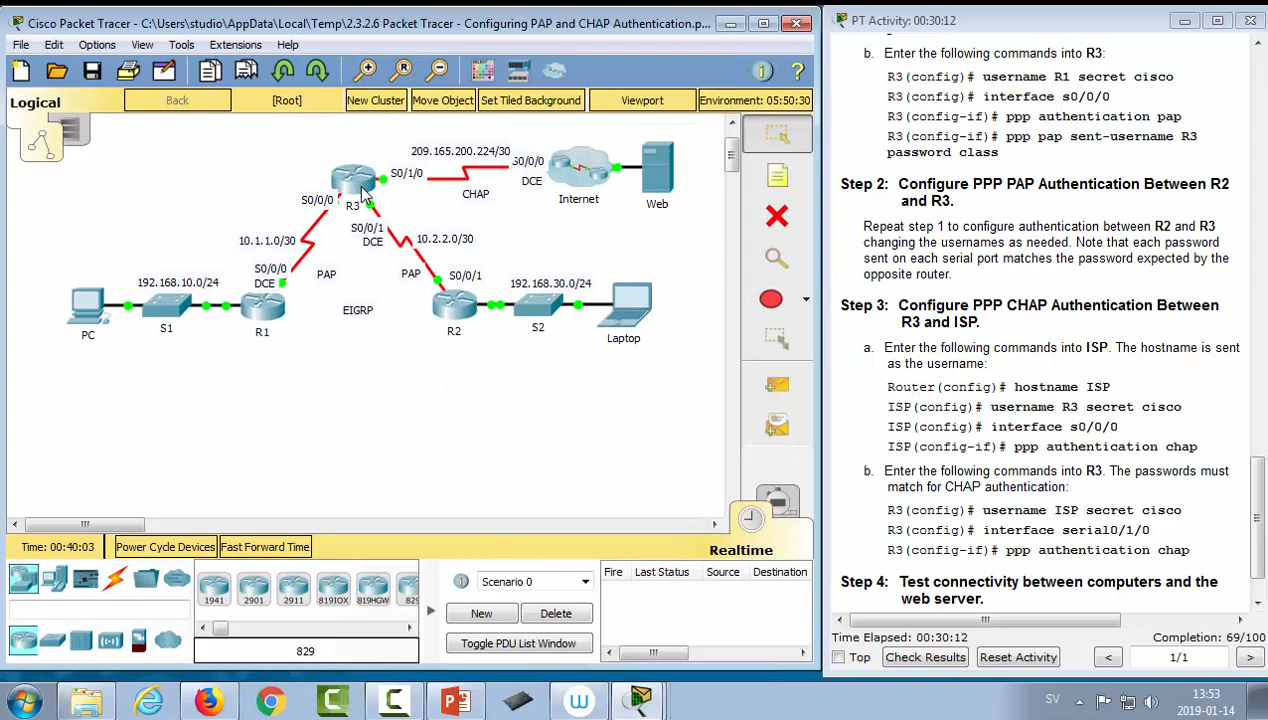 Cisco Packet Tracer - C:\Users\studio\AppData\Local\Temp\2.3.2.6 Packet Tracer - Configuring PAP and CHAP Authentication.p...
File Edit Options View Tools Extensions Help
Logical
Back
[Root]
New Cluster
Move Object
Set Tiled Background
Viewport
Environment: 05:50:30
209.165.200.224/30
S0/0/0
S0/1/0
DCE
CHAP
Internet
Web
S0/0/0
R3
S0/0/1
DCE
10.1.1.0/30
10.2.2.0/30
S0/0/0
DCE
PAP
PAP
S0/0/1
192.168.10.0/24
192.168.30.0/24
EIGRP
PC
S1
R1
R2
S2
Laptop
Time: 00:40:03
Power Cycle Devices
Fast Forward Time
Realtime
1941
2901
2911
819IOX
819HGW
829
829
Scenario 0
New
Delete
Toggle PDU List Window
Fire Last Status Source Destination
PT Activity: 00:30:12
b. Enter the following commands into R3:
R3(config)# username R1 secret cisco
R3(config)# interface s0/0/0
R3(config-if)# ppp authentication pap
R3(config-if)# ppp pap sent-username R3
password class
Step 2: Configure PPP PAP Authentication Between R2
and R3.
Repeat step 1 to configure authentication between R2 and R3
changing the usernames as needed. Note that each password
sent on each serial port matches the password expected by the
opposite router.
Step 3: Configure PPP CHAP Authentication Between
R3 and ISP.
a. Enter the following commands into ISP. The hostname is sent
as the username:
Router(config)# hostname ISP
ISP(config)# username R3 secret cisco
ISP(config)# interface s0/0/0
ISP(config-if)# ppp authentication chap
b. Enter the following commands into R3. The passwords must
match for CHAP authentication:
R3(config)# username ISP secret cisco
R3(config)# interface serial0/1/0
R3(config-if)# ppp authentication chap
Step 4: Test connectivity between computers and the
web server.
Time Elapsed: 00:30:12 Completion: 69/100
Top
Check Results
Reset Activity
<
1/1
>
SV
13:53
2019-01-14